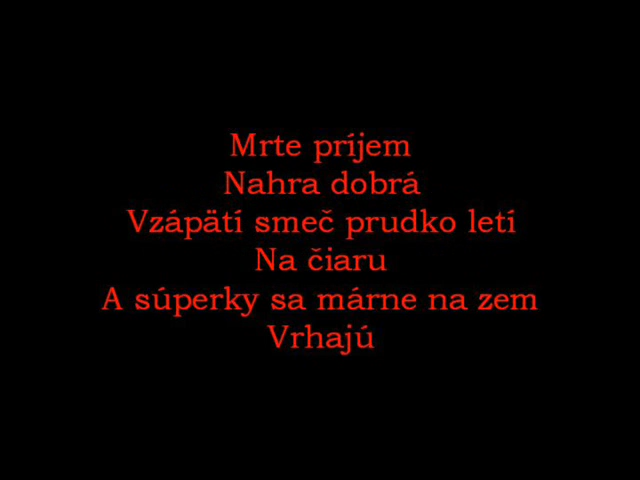 Mrte príjem
Nahra dobrá
Vzápätí smeč prudko letí
Na čiaru
A súperky sa márne na zem
Vrhajú